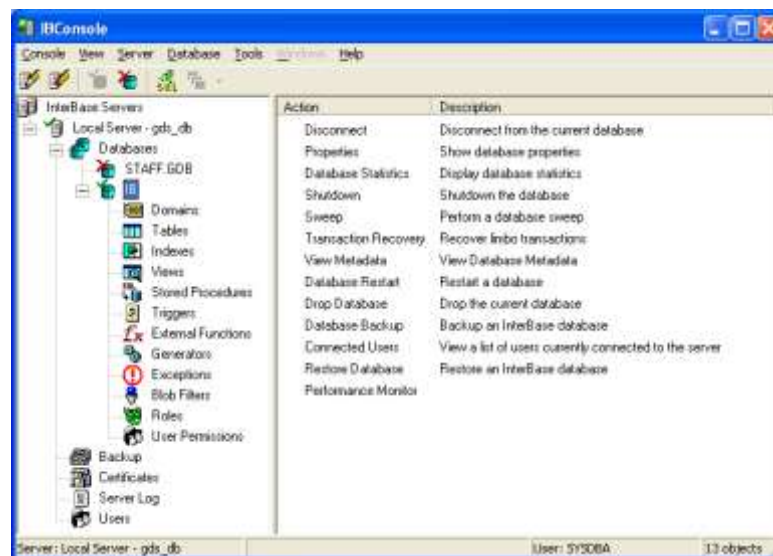 IBConsole
Console View Server Database Tools Windows Help
SQL
InterBase Servers
Local Server - gds_db
Databases
STAFF.GDB
IB
Domains
Tables
Indexes
Views
Stored Procedures
Triggers
External Functions
Generators
Exceptions
Blob Filters
Roles
User Permissions
Backup
Certificates
Server Log
Users
Action Description
Disconnect Disconnect from the current database
Properties Show database properties
Database Statistics Display database statistics
Shutdown Shutdown the database
Sweep Perform a database sweep
Transaction Recovery Recover limbo transactions
View Metadata View Database Metadata
Database Restart Restart a database
Drop Database Drop the current database
Database Backup Backup an InterBase database
Connected Users View a list of users currently connected to the server
Restore Database Restore an InterBase database
Performance Monitor
Server: Local Server - gds_db User: SYSDBA 13 objects